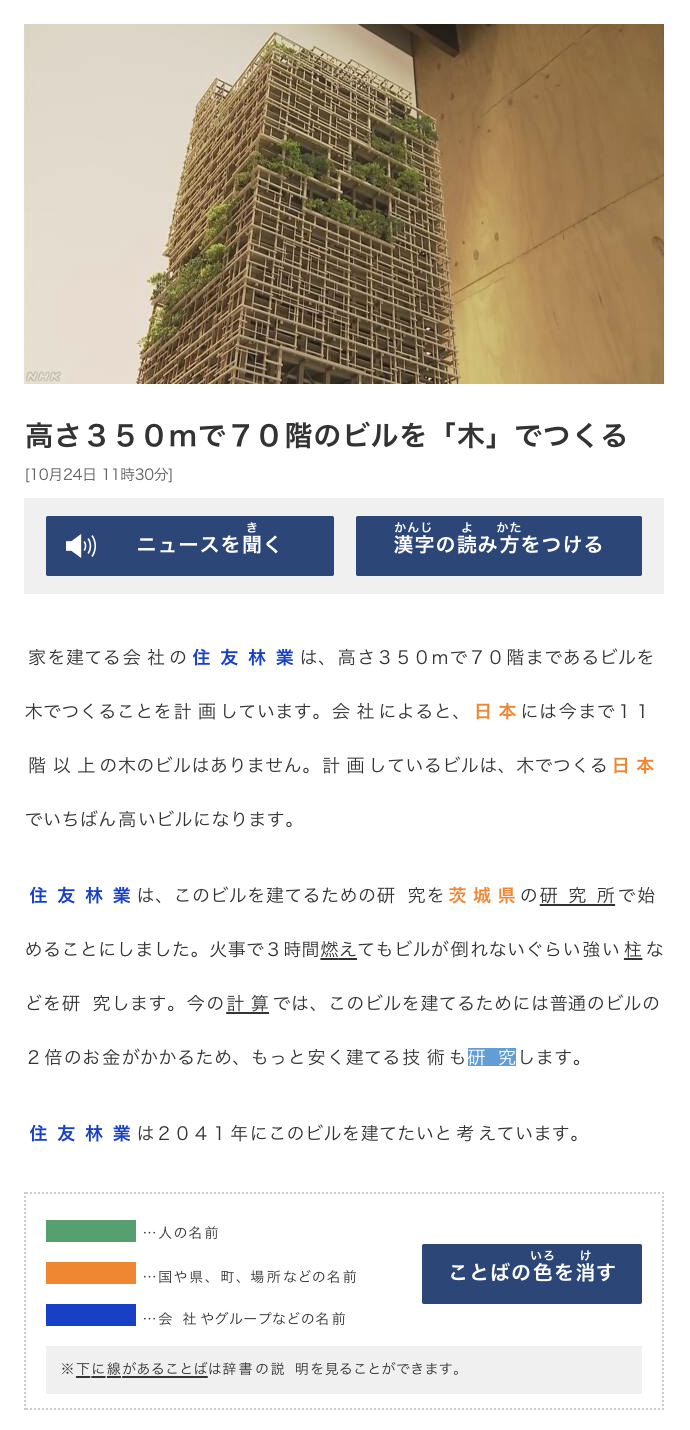 NHK
高さ３５０ｍで７０階のビルを「木」でつくる
[10月24日 11時30分]
ニュースを聞く
き
漢字の読み方をつける
かんじ よ かた
家を建てる会社の住友林業は、高さ３５０ｍで７０階まであるビルを
木でつくることを計画しています。会社によると、日本には今まで１１
階以上の木のビルはありません。計画しているビルは、木でつくる日本
でいちばん高いビルになります。
住友林業は、このビルを建てるための研究を茨城県の研究所で始
めることにしました。火事で３時間燃えてもビルが倒れないぐらい強い柱な
どを研究します。今の計算では、このビルを建てるためには普通のビルの
２倍のお金がかかるため、もっと安く建てる技術も研究します。
住友林業は２０４１年にこのビルを建てたいと考えています。
…人の名前
…国や県、町、場所などの名前
…会社やグループなどの名前
いろ け
ことばの色を消す
※下に線があることばは辞書の説明を見ることができます。